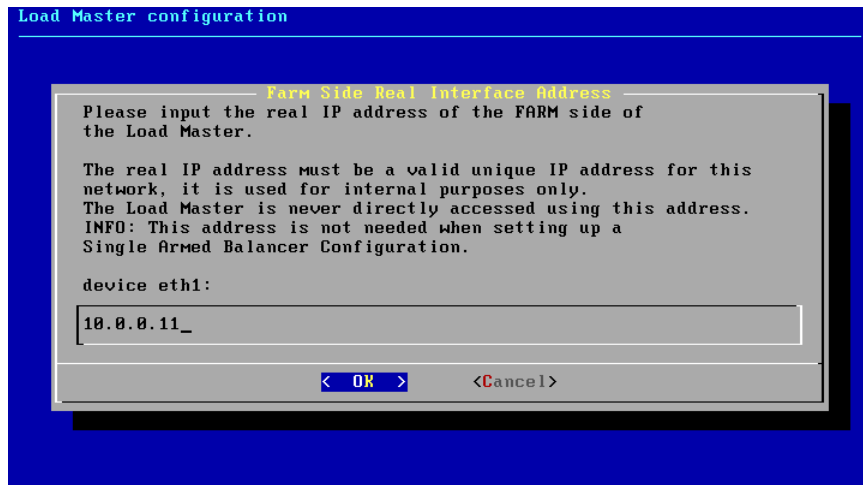 Load Master configuration
Farm Side Real Interface Address
Please input the real IP address of the FARM side of
the Load Master.
The real IP address must be a valid unique IP address for this
network, it is used for internal purposes only.
The Load Master is never directly accessed using this address.
INFO: This address is not needed when setting up a
Single Armed Balancer Configuration.
device eth1:
10.0.0.11_
< OK > <Cancel>